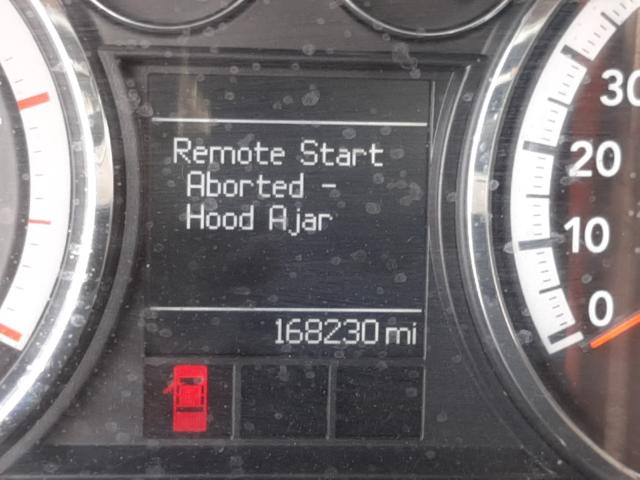 Remote Start
Aborted -
Hood Ajar
168230 mi
30
20
10
0